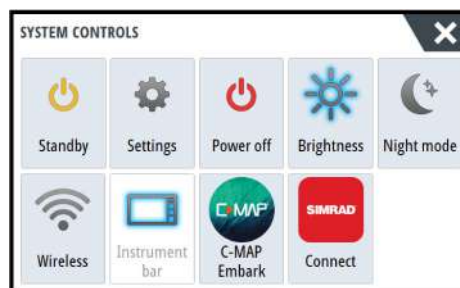 SYSTEM CONTROLS
Standby
Settings
Power off
Brightness
Night mode
C-MAP
SIMRAD
Wireless
Instrument
bar
C-MAP
Embark
Connect